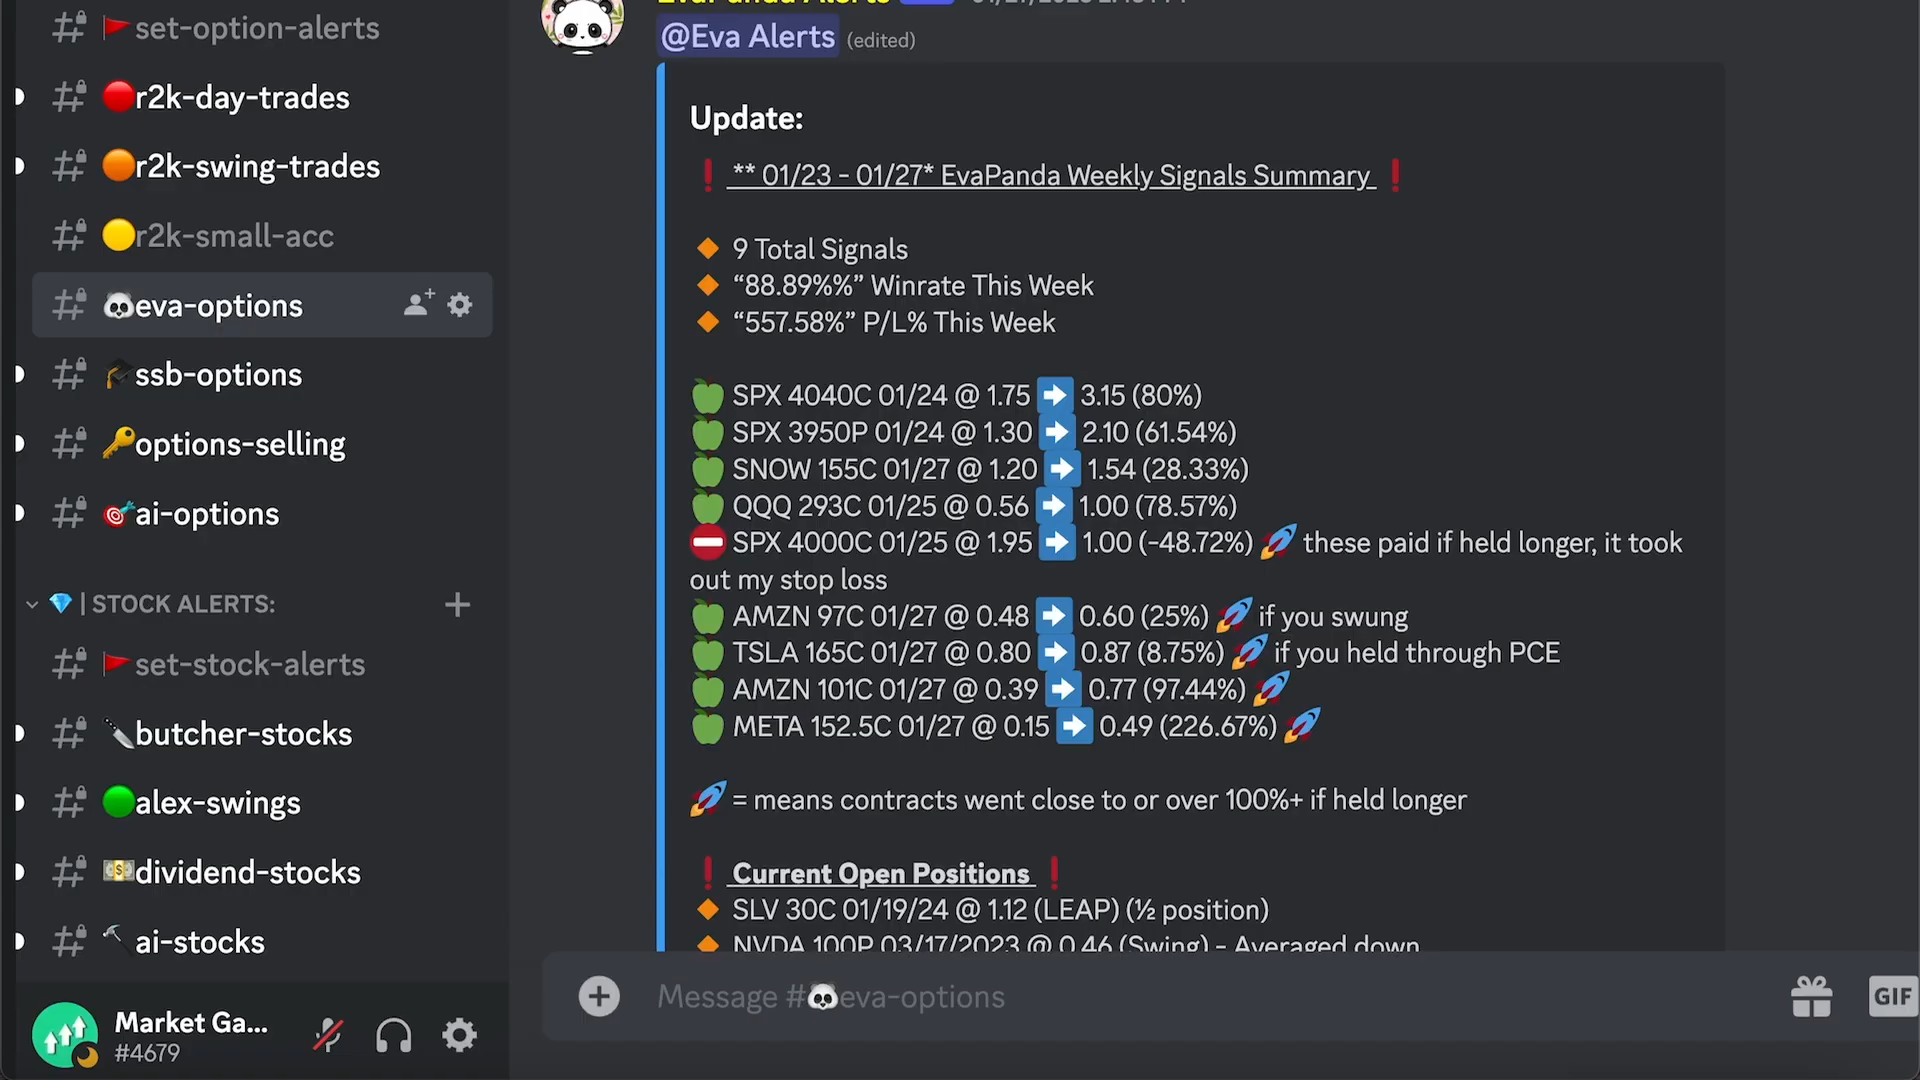 set-option-alerts
r2k-day-trades
r2k-swing-trades
r2k-small-acc
eva-options
ssb-options
options-selling
ai-options
| STOCK ALERTS:
set-stock-alerts
butcher-stocks
alex-swings
dividend-stocks
ai-stocks
Market Ga...
#4679
@Eva Alerts (edited)
Update:
** 01/23 - 01/27* EvaPanda Weekly Signals Summary
9 Total Signals
“88.89%%” Winrate This Week
“557.58%” P/L% This Week
SPX 4040C 01/24 @ 1.75 ➡ 3.15 (80%)
SPX 3950P 01/24 @ 1.30 ➡ 2.10 (61.54%)
SNOW 155C 01/27 @ 1.20 ➡ 1.54 (28.33%)
QQQ 293C 01/25 @ 0.56 ➡ 1.00 (78.57%)
SPX 4000C 01/25 @ 1.95 ➡ 1.00 (-48.72%) 🚀 these paid if held longer, it took
out my stop loss
AMZN 97C 01/27 @ 0.48 ➡ 0.60 (25%) 🚀 if you swung
TSLA 165C 01/27 @ 0.80 ➡ 0.87 (8.75%) 🚀 if you held through PCE
AMZN 101C 01/27 @ 0.39 ➡ 0.77 (97.44%) 🚀
META 152.5C 01/27 @ 0.15 ➡ 0.49 (226.67%) 🚀
🚀 = means contracts went close to or over 100%+ if held longer
Current Open Positions
SLV 30C 01/19/24 @ 1.12 (LEAP) (½ position)
NVDA 100P 03/17/2023 @ 0.46 (Swing) - Averaged down
Message #🐼eva-options
GIF